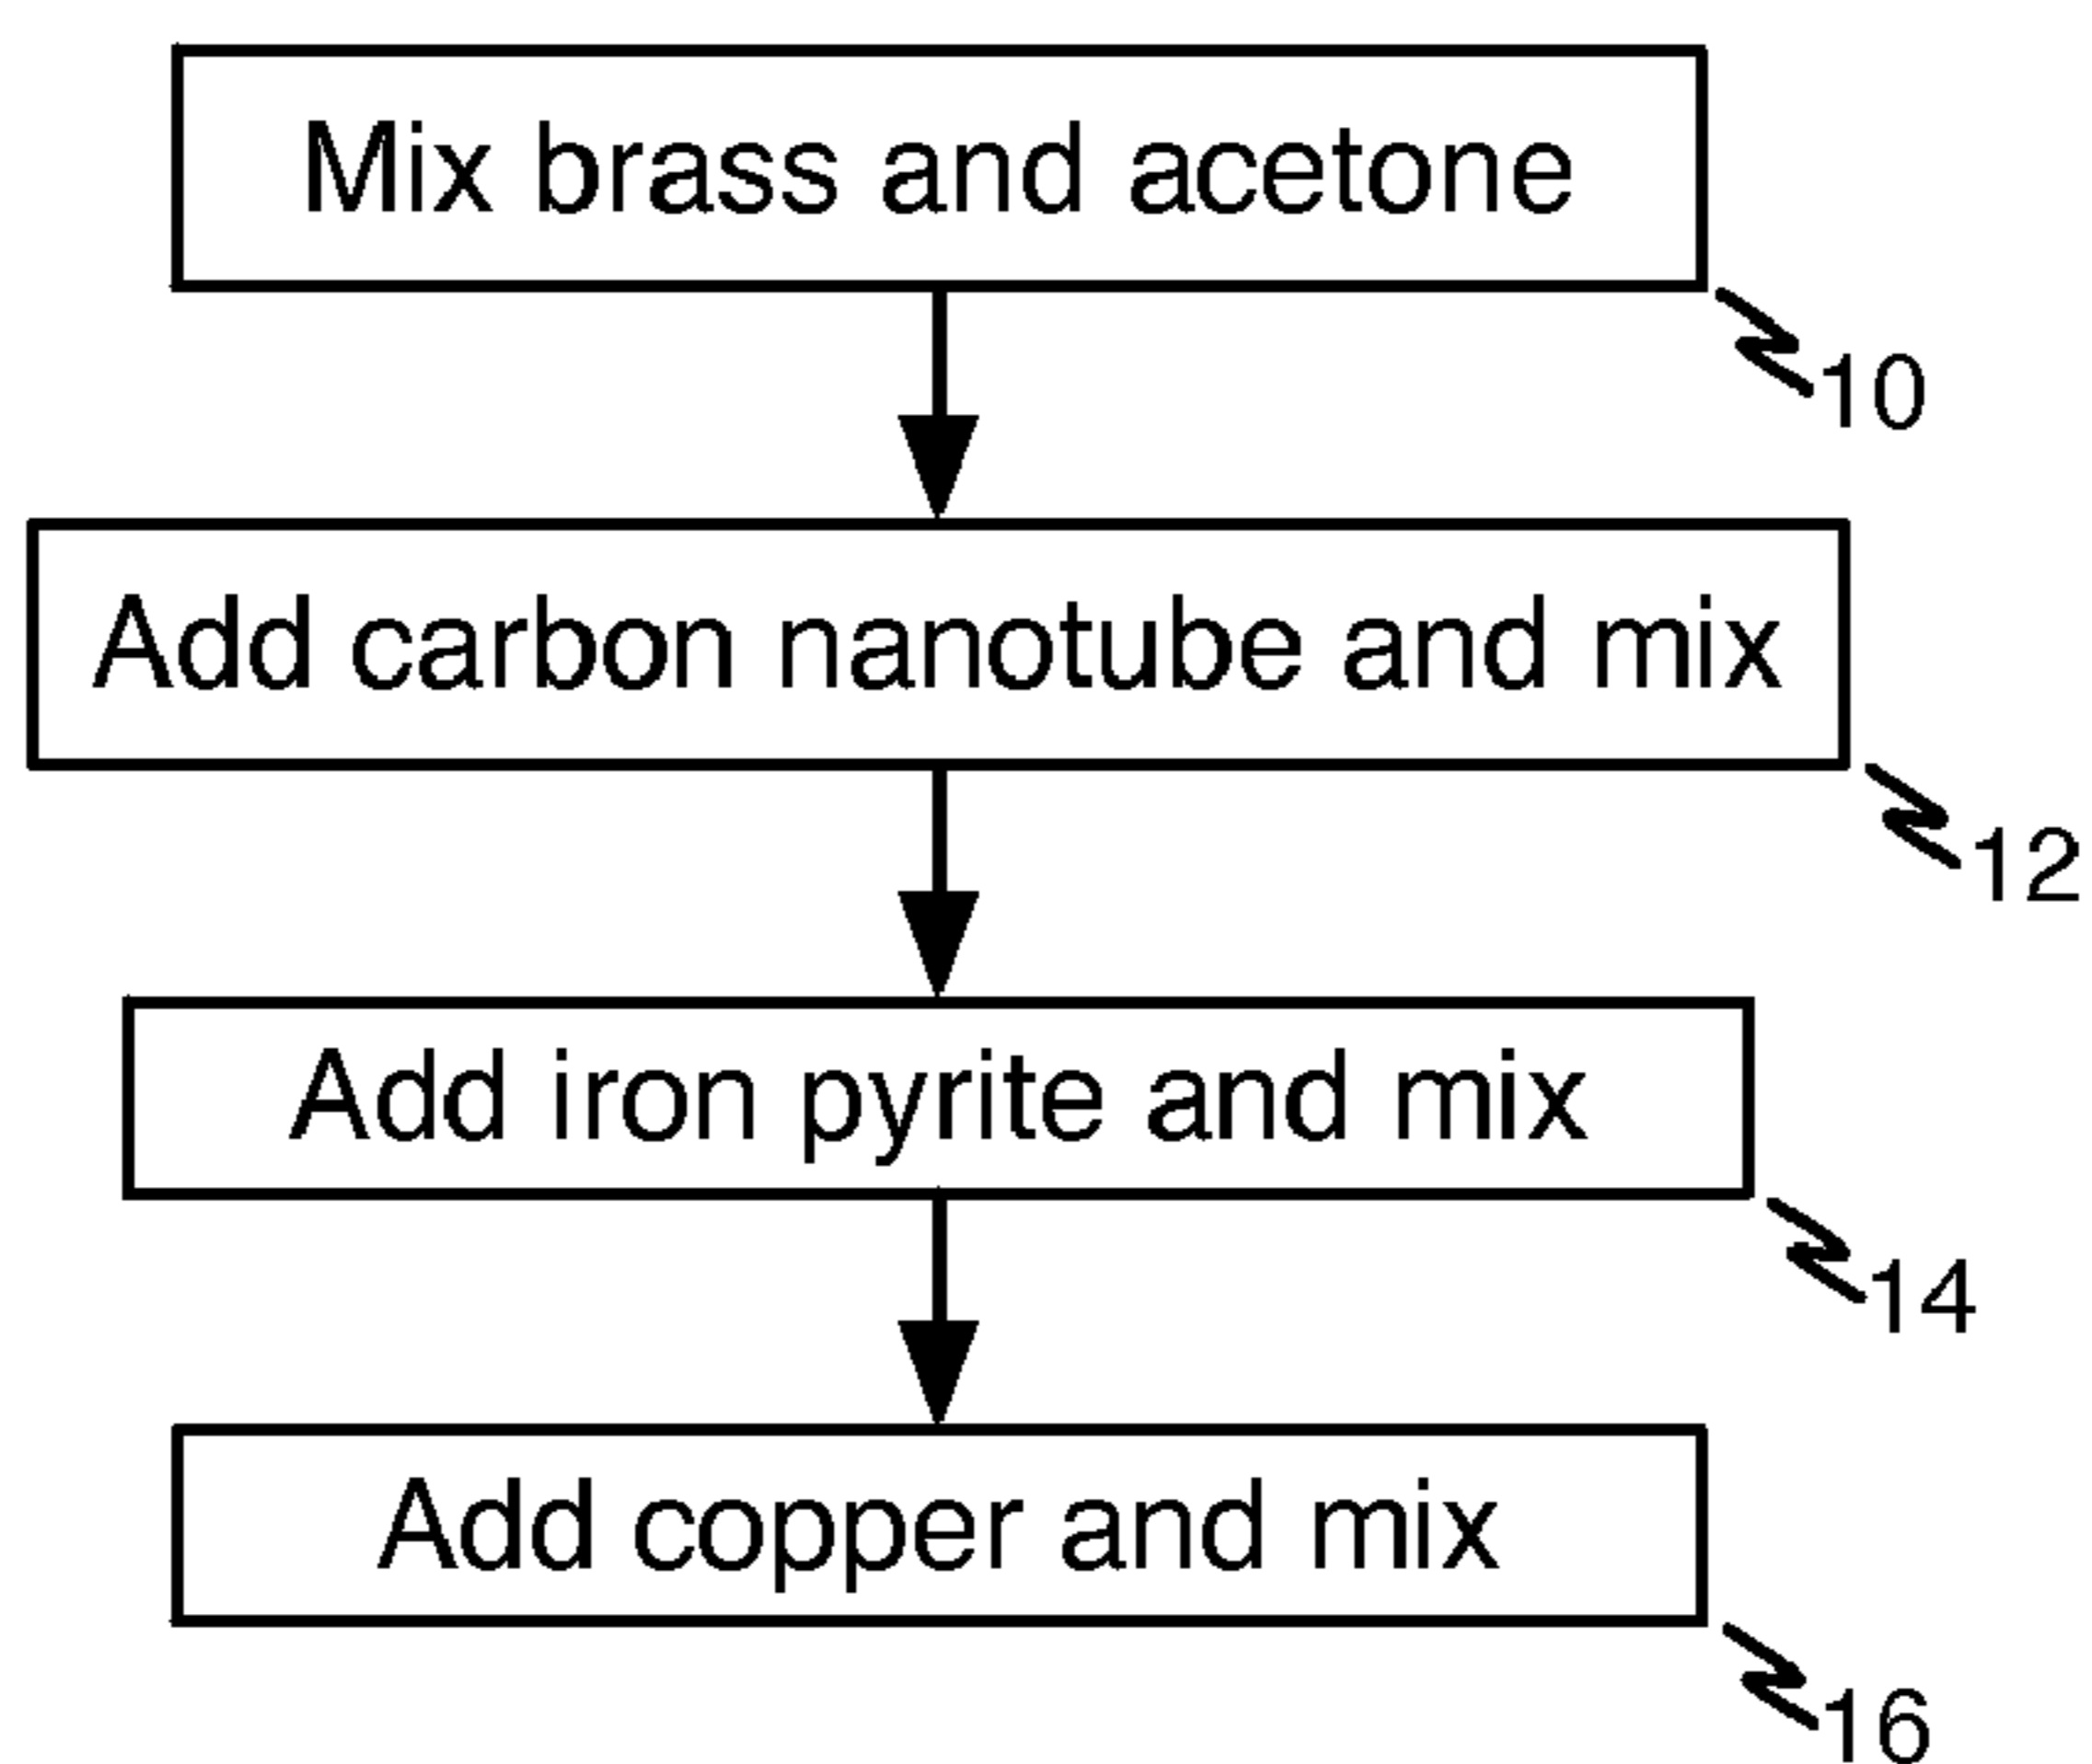 Mix brass and acetone
10
Add carbon nanotube and mix
12
Add iron pyrite and mix
14
Add copper and mix
16